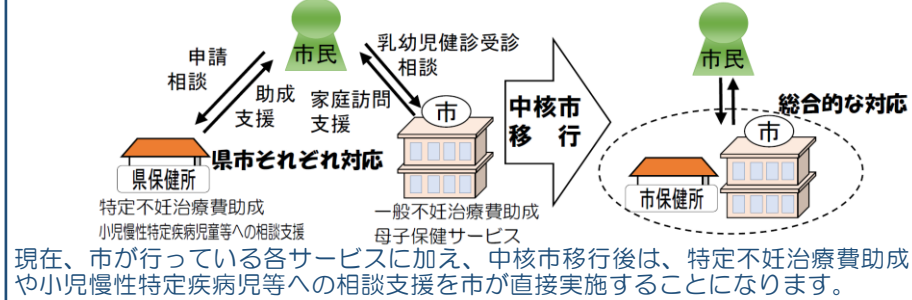 市民
申請
相談
助成
支援
乳幼児健診受診
相談
家庭訪問
支援
市
県市それぞれ対応
県保健所
特定不妊治療費助成
小児慢性特定疾病児童等への相談支援
一般不妊治療費助成
母子保健サービス
中核市
移行
市民
総合的な対応
市
市保健所
現在、市が行っている各サービスに加え、中核市移行後は、特定不妊治療費助成
や小児慢性特定疾病児等への相談支援を市が直接実施することになります。